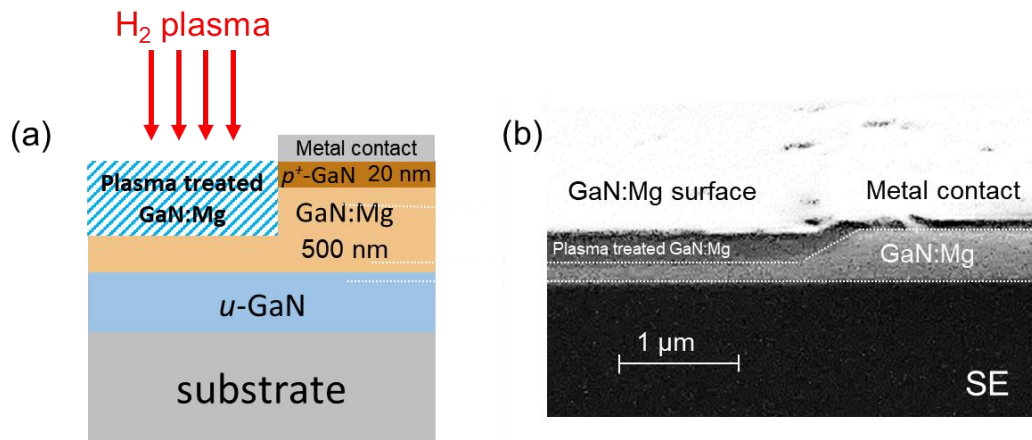 H₂ plasma
(a)
Metal contact
p⁺-GaN 20 nm
Plasma treated
GaN:Mg
GaN:Mg
500 nm
u-GaN
substrate
(b)
GaN:Mg surface
Metal contact
Plasma treated GaN:Mg
GaN:Mg
1 µm
SE